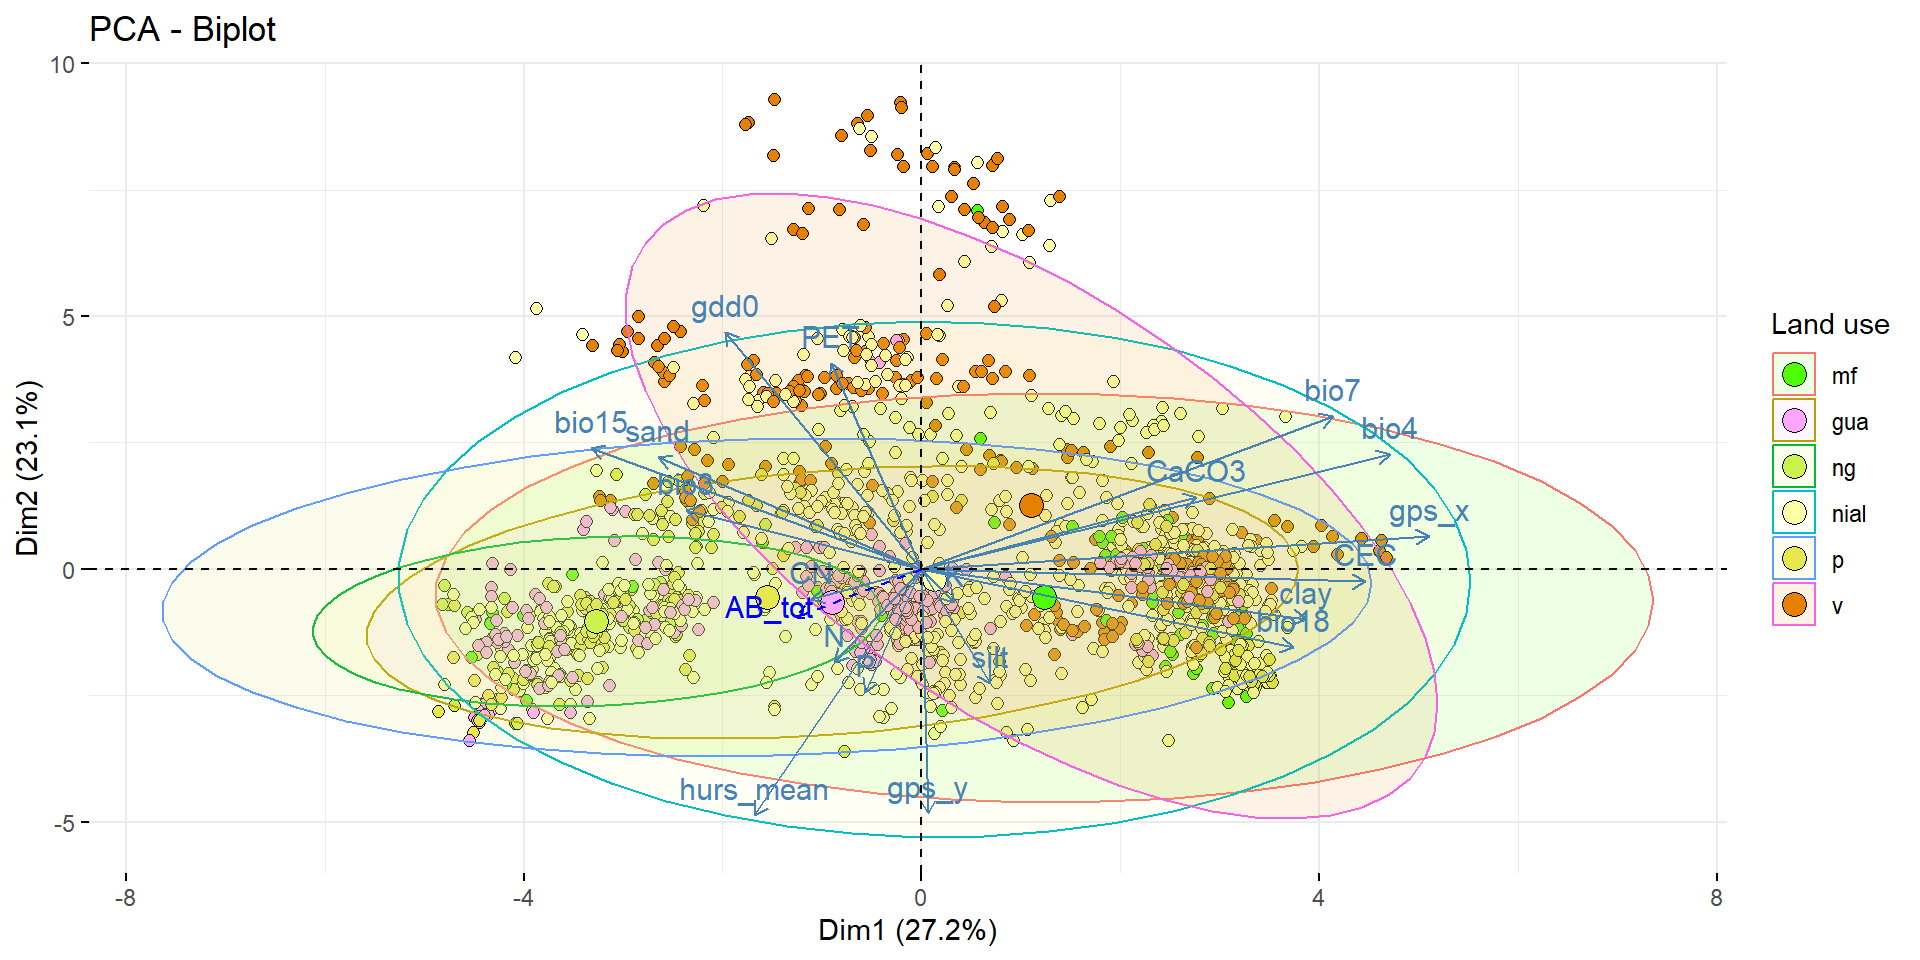 PCA - Biplot
10
5
0
-5
Dim2 (23.1%)
gdd0
PET
bio7
bio4
bio15
sand
bio3
CaCO3
gps_x
CEC
CN
clay
AB_tot
bio18
N
P
silt
hurs_mean
gps_y
-8
-4
0
4
8
Dim1 (27.2%)
Land use
mf
gua
ng
nial
p
v